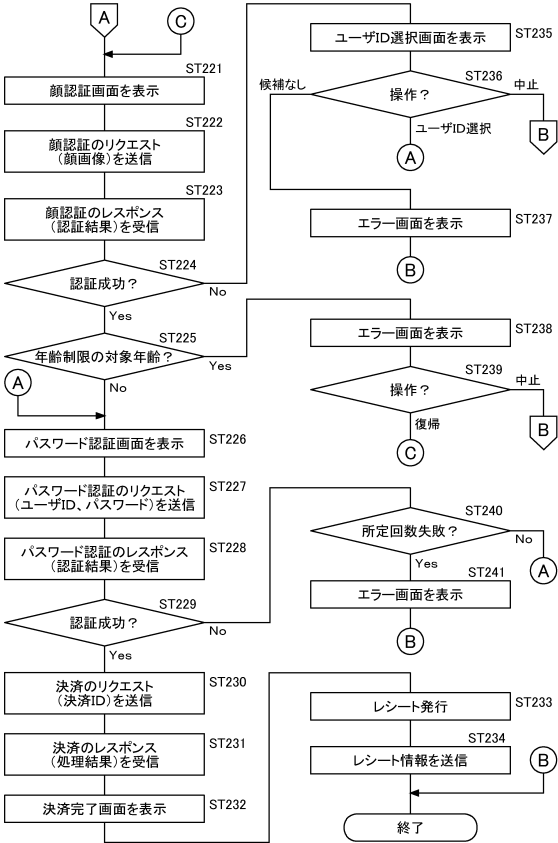 A
C
ST221
顔認証画面を表示
ST222
顔認証のリクエスト
(顔画像)を送信
ST223
顔認証のレスポンス
(認証結果)を受信
ST224
認証成功？
No
Yes
ST225
年齢制限の対象年齢？
Yes
No
A
パスワード認証画面を表示
ST226
パスワード認証のリクエスト
(ユーザID、パスワード)を送信
ST227
パスワード認証のレスポンス
(認証結果)を受信
ST228
ST229
認証成功？
No
Yes
決済のリクエスト
(決済ID)を送信
ST230
決済のレスポンス
(処理結果)を受信
ST231
決済完了画面を表示
ST232
ユーザID選択画面を表示
ST235
ST236
候補なし
操作？
中止
ユーザID選択
B
A
エラー画面を表示
ST237
B
エラー画面を表示
ST238
ST239
操作？
中止
復帰
B
C
ST240
所定回数失敗？
No
Yes
A
ST241
エラー画面を表示
B
レシート発行
ST233
ST234
レシート情報を送信
B
終了